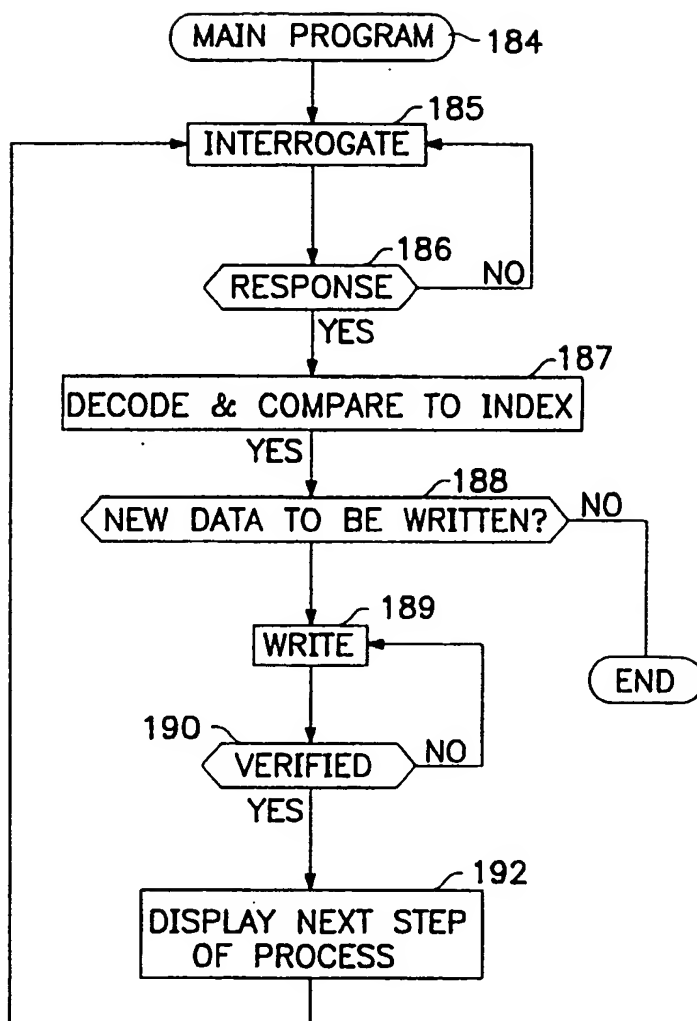 MAIN PROGRAM
184
185
INTERROGATE
186
RESPONSE
NO
YES
187
DECODE & COMPARE TO INDEX
YES
188
NEW DATA TO BE WRITTEN?
NO
189
WRITE
END
190
VERIFIED
NO
YES
192
DISPLAY NEXT STEP
OF PROCESS